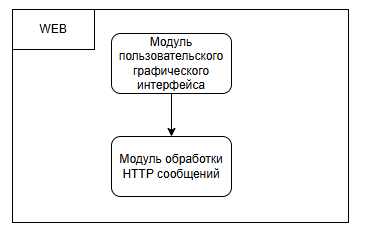 WEB
Модуль
пользовательского
графического
интерфейса
Модуль обработки
HTTP сообщений